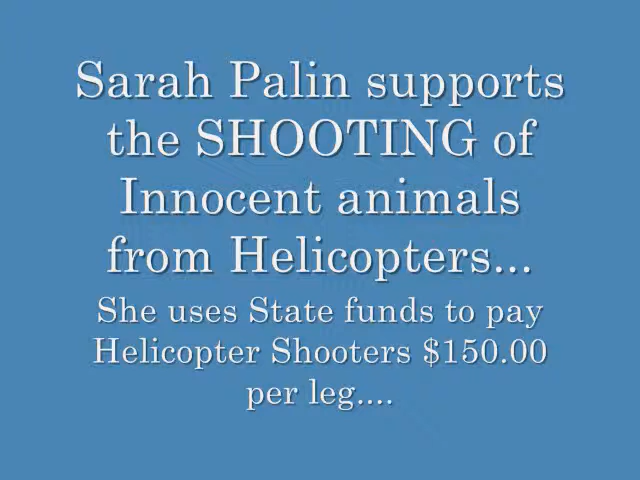 Sarah Palin supports
the SHOOTING of
Innocent animals
from Helicopters...
She uses State funds to pay
Helicopter Shooters $150.00
per leg....